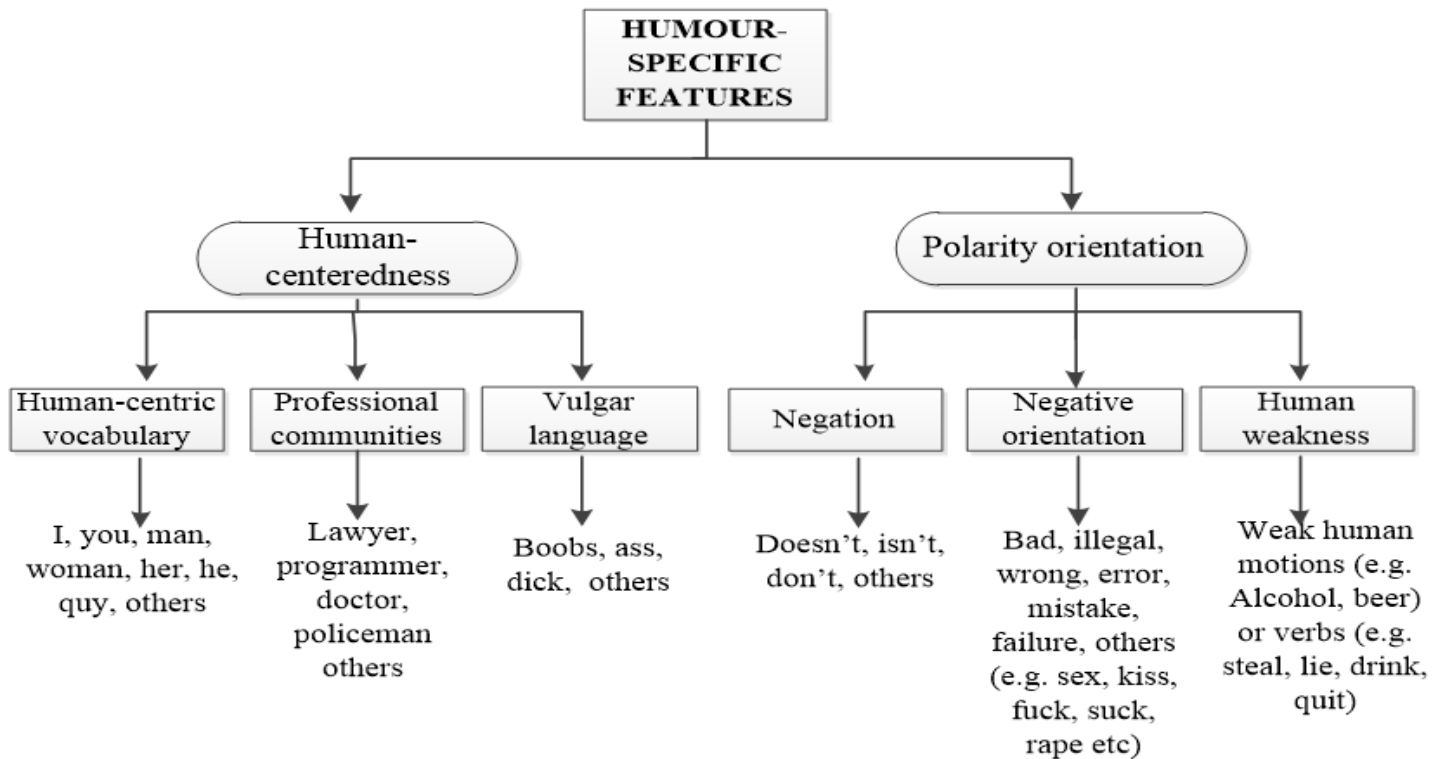 HUMOUR-
SPECIFIC
FEATURES
Human-
centeredness
Polarity orientation
Human-centric
vocabulary
Professional
communities
Vulgar
language
Negation
Negative
orientation
Human
weakness
I, you, man,
woman, her, he,
quy, others
Lawyer,
programmer,
doctor,
policeman
others
Boobs, ass,
dick, others
Doesn’t, isn’t,
don’t, others
Bad, illegal,
wrong, error,
mistake,
failure, others
(e.g. sex, kiss,
fuck, suck,
rape etc)
Weak human
motions (e.g.
Alcohol, beer)
or verbs (e.g.
steal, lie, drink,
quit)